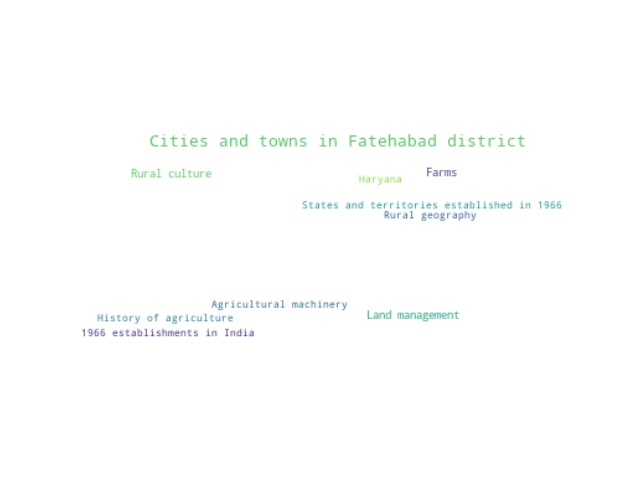 Cities and towns in Fatehabad district
Rural culture
Farms
Haryana
States and territories established in 1966
Rural geography
Agricultural machinery
Land management
History of agriculture
1966 establishments in India